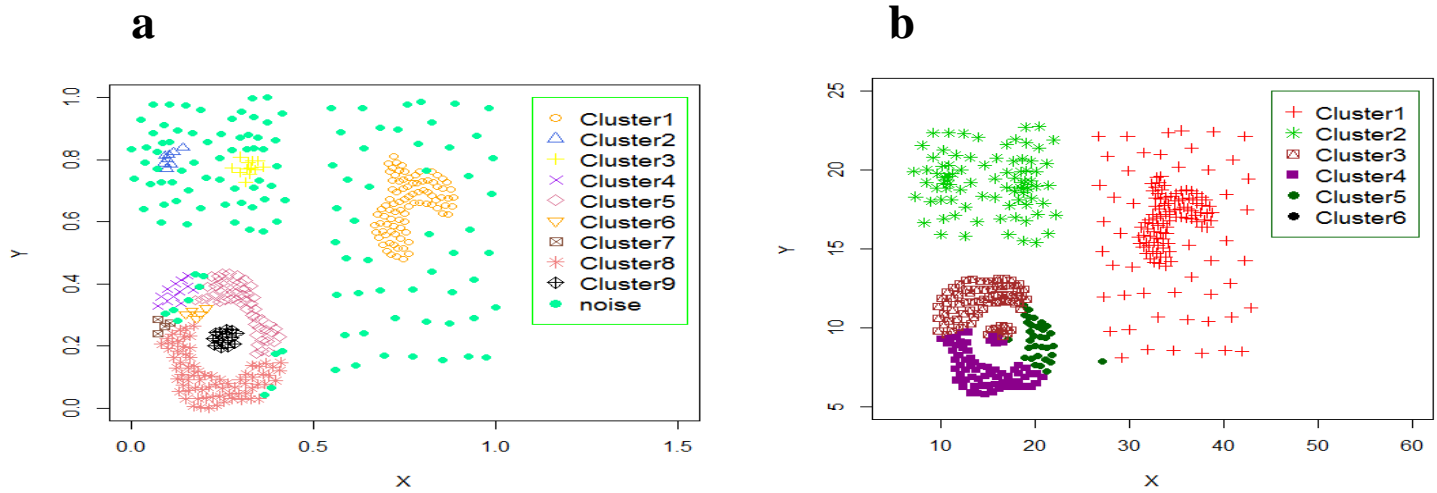 a
b
1.0
0.8
0.6
0.4
0.2
0.0
Y
0.0 0.5 1.0 1.5
X
Cluster1
Cluster2
Cluster3
Cluster4
Cluster5
Cluster6
Cluster7
Cluster8
Cluster9
noise
25
20
15
10
5
Y
10 20 30 40 50 60
X
Cluster1
Cluster2
Cluster3
Cluster4
Cluster5
Cluster6